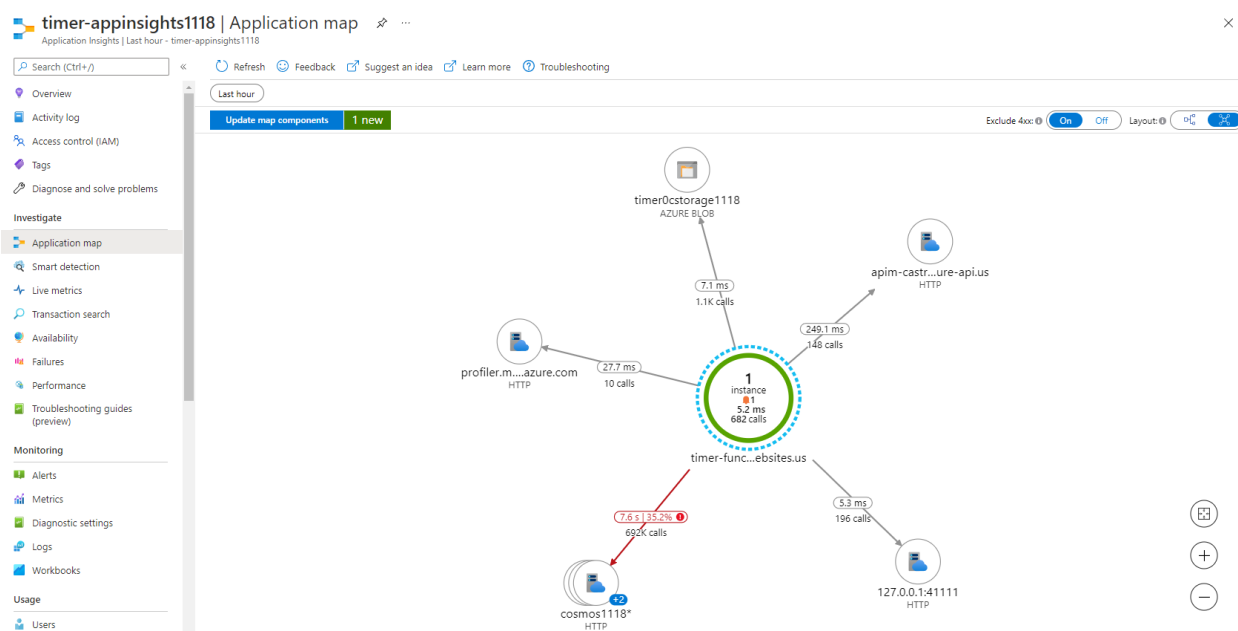 timer-appinsights1118 | Application map ···
Application Insights | Last hour - timer-appinsights1118
Search (Ctrl+/)
«
Refresh Feedback Suggest an idea Learn more Troubleshooting
Overview
Activity log
Access control (IAM)
Tags
Diagnose and solve problems
Investigate
Application map
Smart detection
Live metrics
Transaction search
Availability
Failures
Performance
Troubleshooting guides
(preview)
Monitoring
Alerts
Metrics
Diagnostic settings
Logs
Workbooks
Usage
Users
Last hour
Update map components 1 new
Exclude 4xx: On Off Layout:
timer0cstorage1118
AZURE BLOB
apim-castr...ure-api.us
HTTP
7.1 ms
1.1K calls
249.1 ms
148 calls
profiler.m....azure.com
HTTP
27.7 ms
10 calls
1
instance
1
5.2 ms
682 calls
timer-func...ebsites.us
7.6 s | 35.2%
692K calls
5.3 ms
196 calls
+2
cosmos1118*
HTTP
127.0.0.1:41111
HTTP